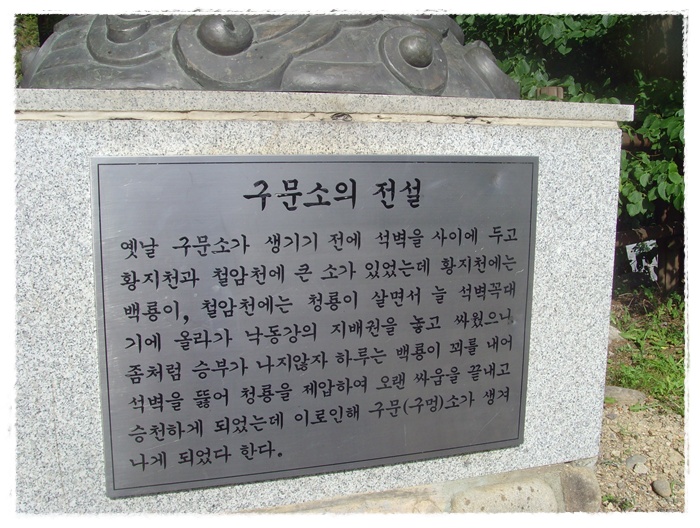 구문소의 전설
옛날 구문소가 생기기 전에 석벽을 사이에 두고
황지천과 철암천에 큰 소가 있었는데 황지천에는
백룡이, 철암천에는 청룡이 살면서 늘 석벽꼭대
기에 올라가 낙동강의 지배권을 놓고 싸웠으나
좀처럼 승부가 나지않자 하루는 백룡이 꾀를 내어
석벽을 뚫어 청룡을 제압하여 오랜 싸움을 끝내고
승천하게 되었는데 이로인해 구문(구멍)소가 생겨
나게 되었다 한다.